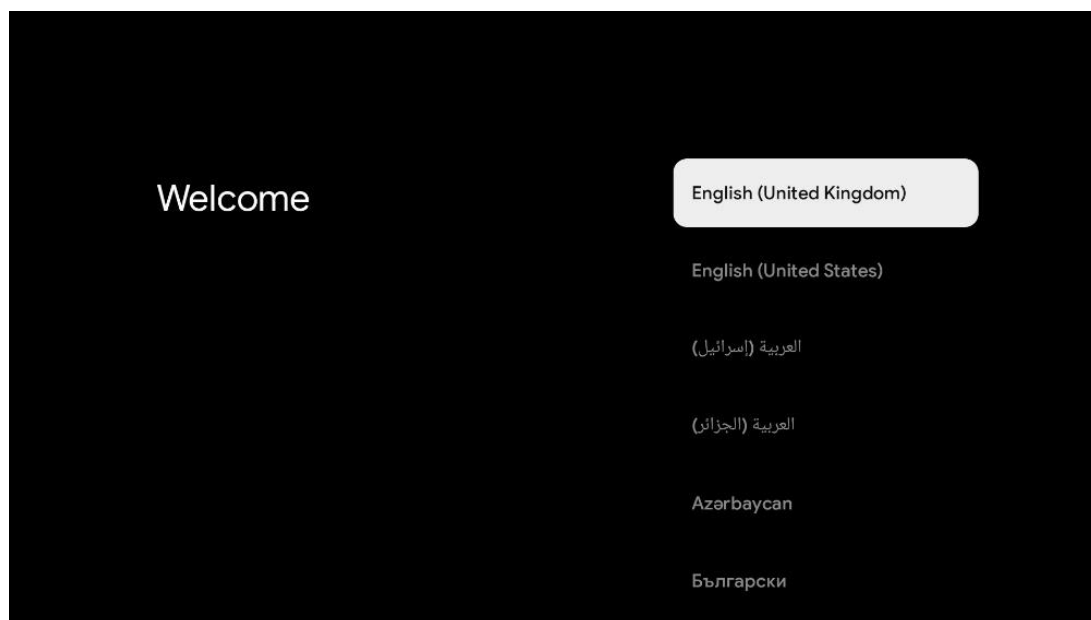 Welcome
English (United Kingdom)
English (United States)
العربية (إسرائيل)
العربية (الجزائر)
Azərbaycan
Български